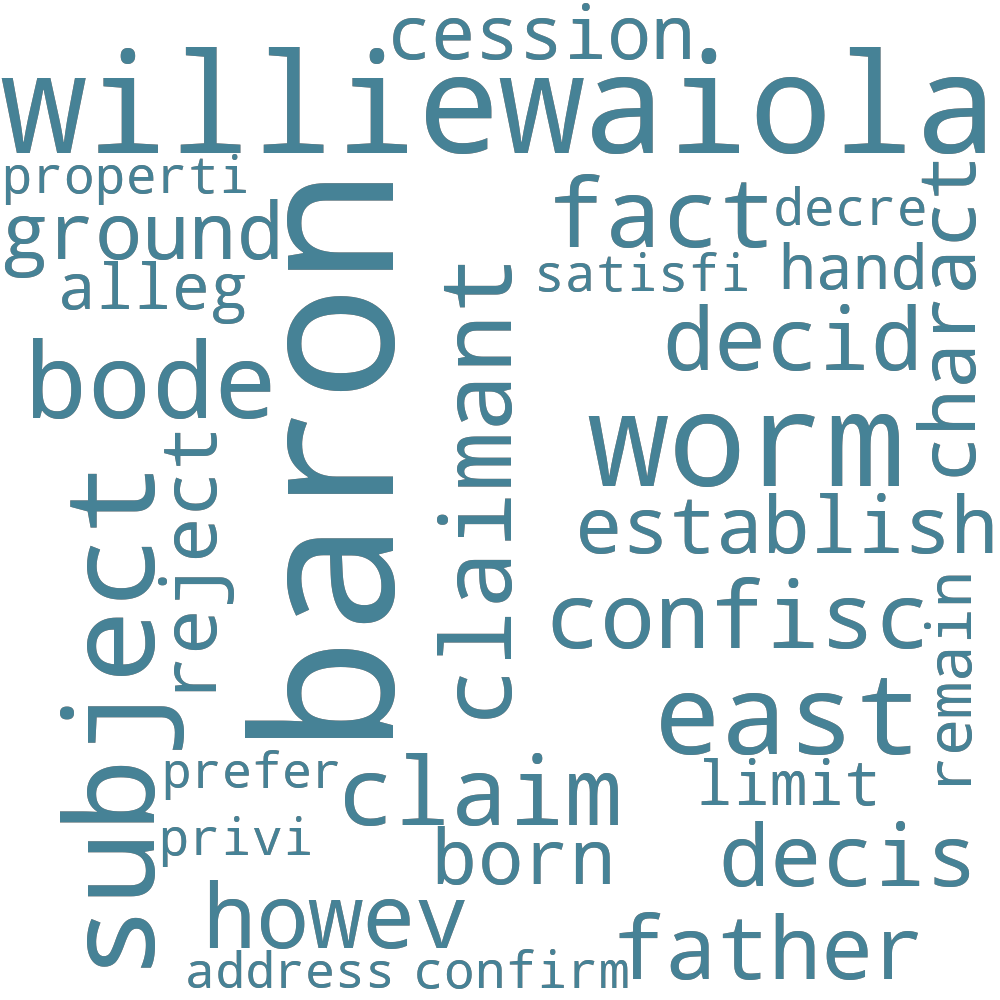 cession
williewaiola
properti
ground
alleg
baron
fact
decre
satisfi
hand
charact
claimant
decid
bode
worm
reject
subject
establish
confisc
remain
east
prefer
claim
limit
privi
born
decis
howev
father
address
confirm